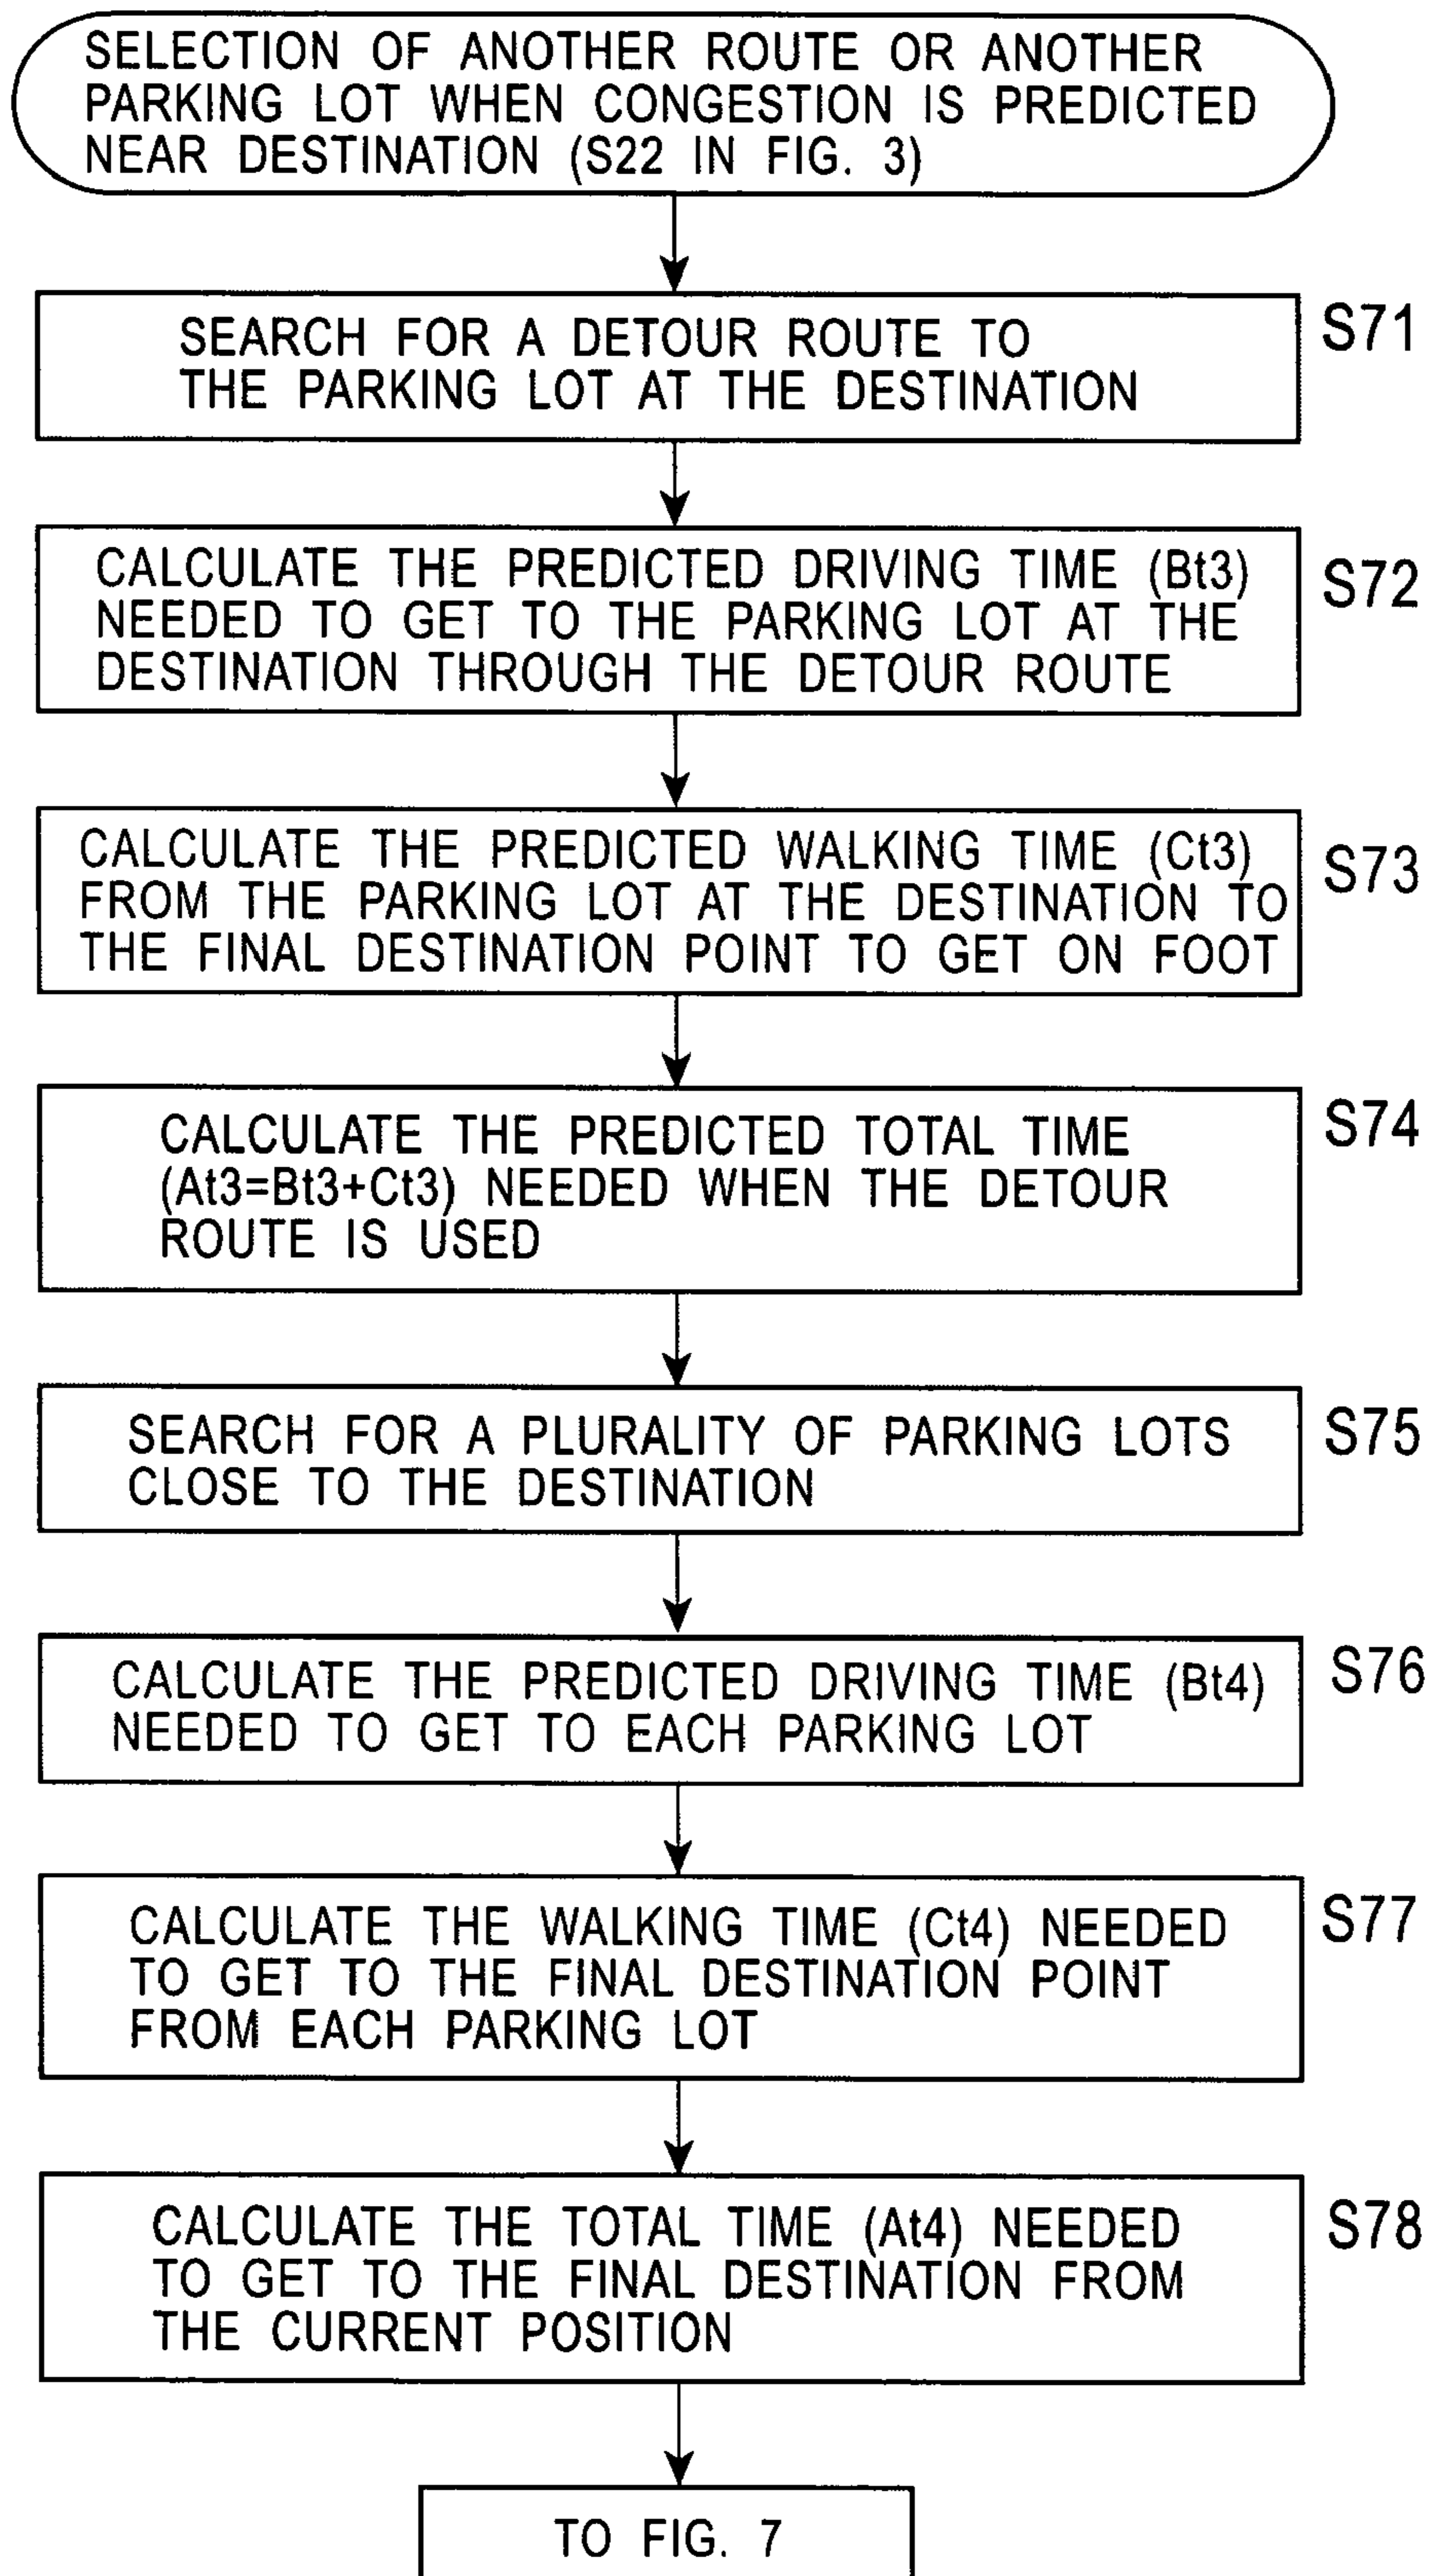 SELECTION OF ANOTHER ROUTE OR ANOTHER
PARKING LOT WHEN CONGESTION IS PREDICTED
NEAR DESTINATION (S22 IN FIG. 3)
SEARCH FOR A DETOUR ROUTE TO
THE PARKING LOT AT THE DESTINATION
S71
CALCULATE THE PREDICTED DRIVING TIME (Bt3)
NEEDED TO GET TO THE PARKING LOT AT THE
DESTINATION THROUGH THE DETOUR ROUTE
S72
CALCULATE THE PREDICTED WALKING TIME (Ct3)
FROM THE PARKING LOT AT THE DESTINATION TO
THE FINAL DESTINATION POINT TO GET ON FOOT
S73
CALCULATE THE PREDICTED TOTAL TIME
(At3=Bt3+Ct3) NEEDED WHEN THE DETOUR
ROUTE IS USED
S74
SEARCH FOR A PLURALITY OF PARKING LOTS
CLOSE TO THE DESTINATION
S75
CALCULATE THE PREDICTED DRIVING TIME (Bt4)
NEEDED TO GET TO EACH PARKING LOT
S76
CALCULATE THE WALKING TIME (Ct4) NEEDED
TO GET TO THE FINAL DESTINATION POINT
FROM EACH PARKING LOT
S77
CALCULATE THE TOTAL TIME (At4) NEEDED
TO GET TO THE FINAL DESTINATION FROM
THE CURRENT POSITION
S78
TO FIG. 7